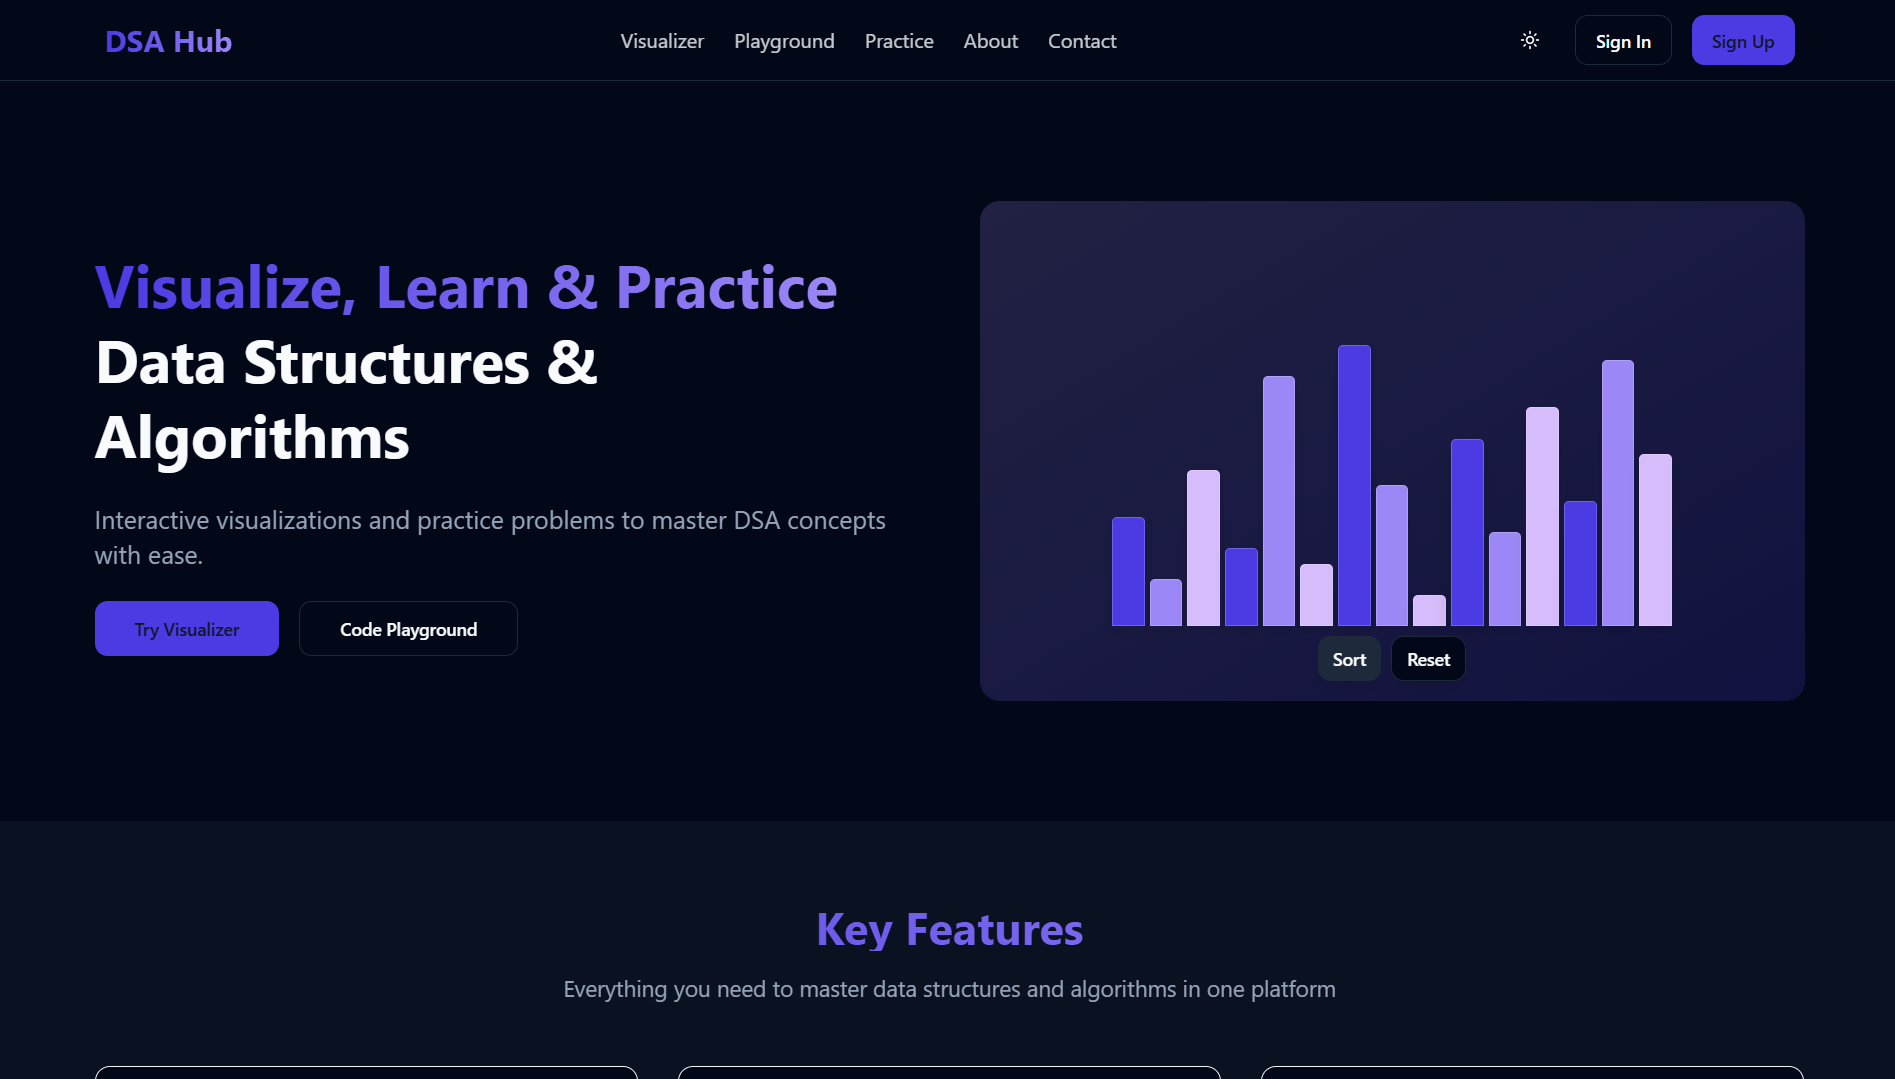 DSA Hub
Visualizer
Playground
Practice
About
Contact
Sign In
Sign Up
Visualize, Learn & Practice
Data Structures &
Algorithms
Interactive visualizations and practice problems to master DSA concepts
with ease.
Try Visualizer
Code Playground
Sort
Reset
Key Features
Everything you need to master data structures and algorithms in one platform